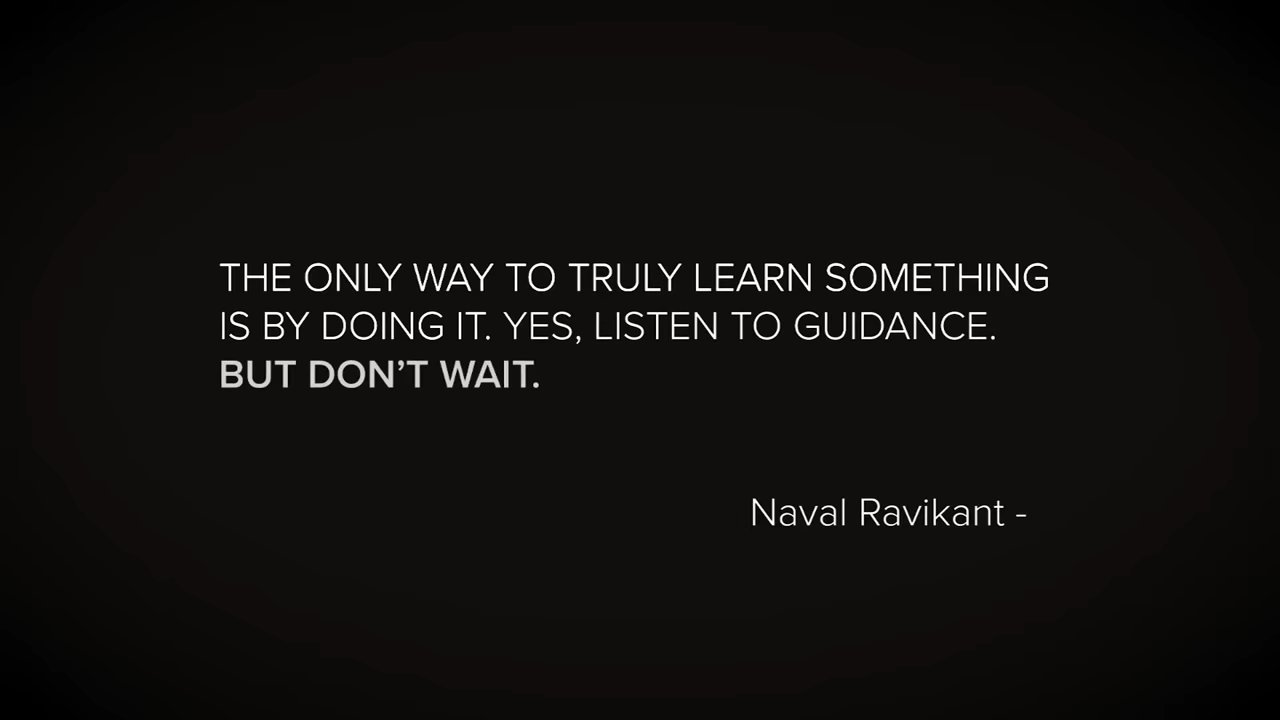 THE ONLY WAY TO TRULY LEARN SOMETHING
IS BY DOING IT. YES, LISTEN TO GUIDANCE.
BUT DON’T WAIT.
Naval Ravikant -